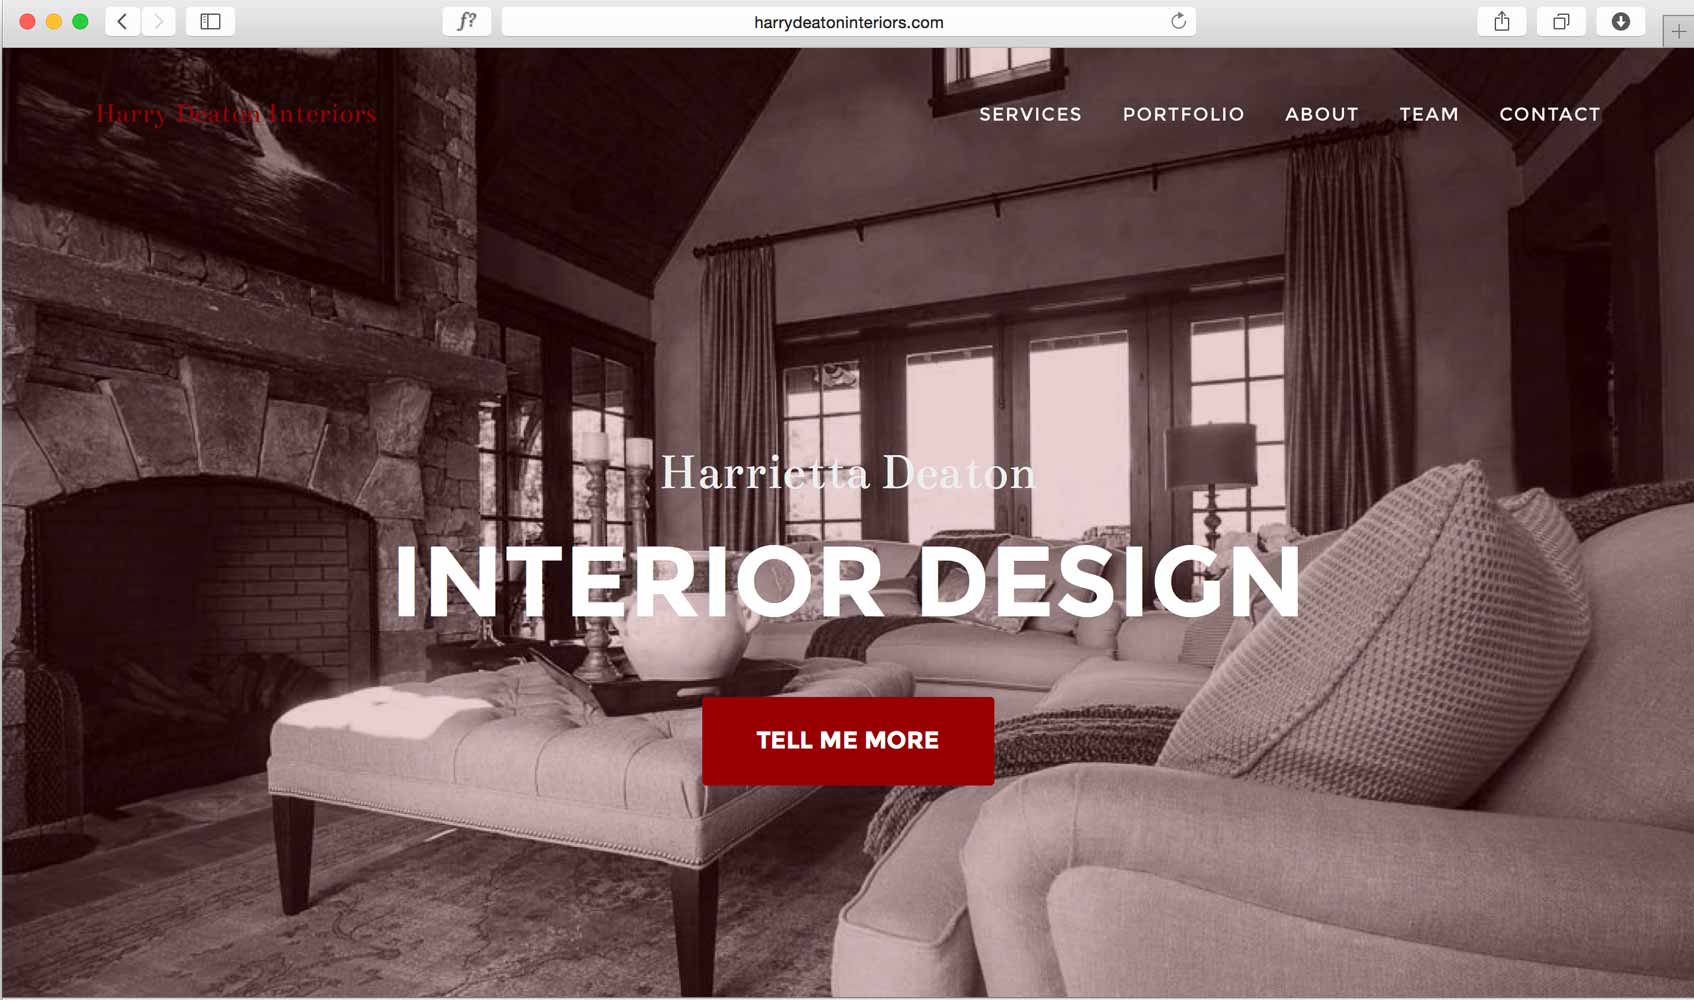 f?
harrydeatoninteriors.com
Harry Deaton Interiors
SERVICES PORTFOLIO ABOUT TEAM CONTACT
Harrietta Deaton
INTERIOR DESIGN
TELL ME MORE